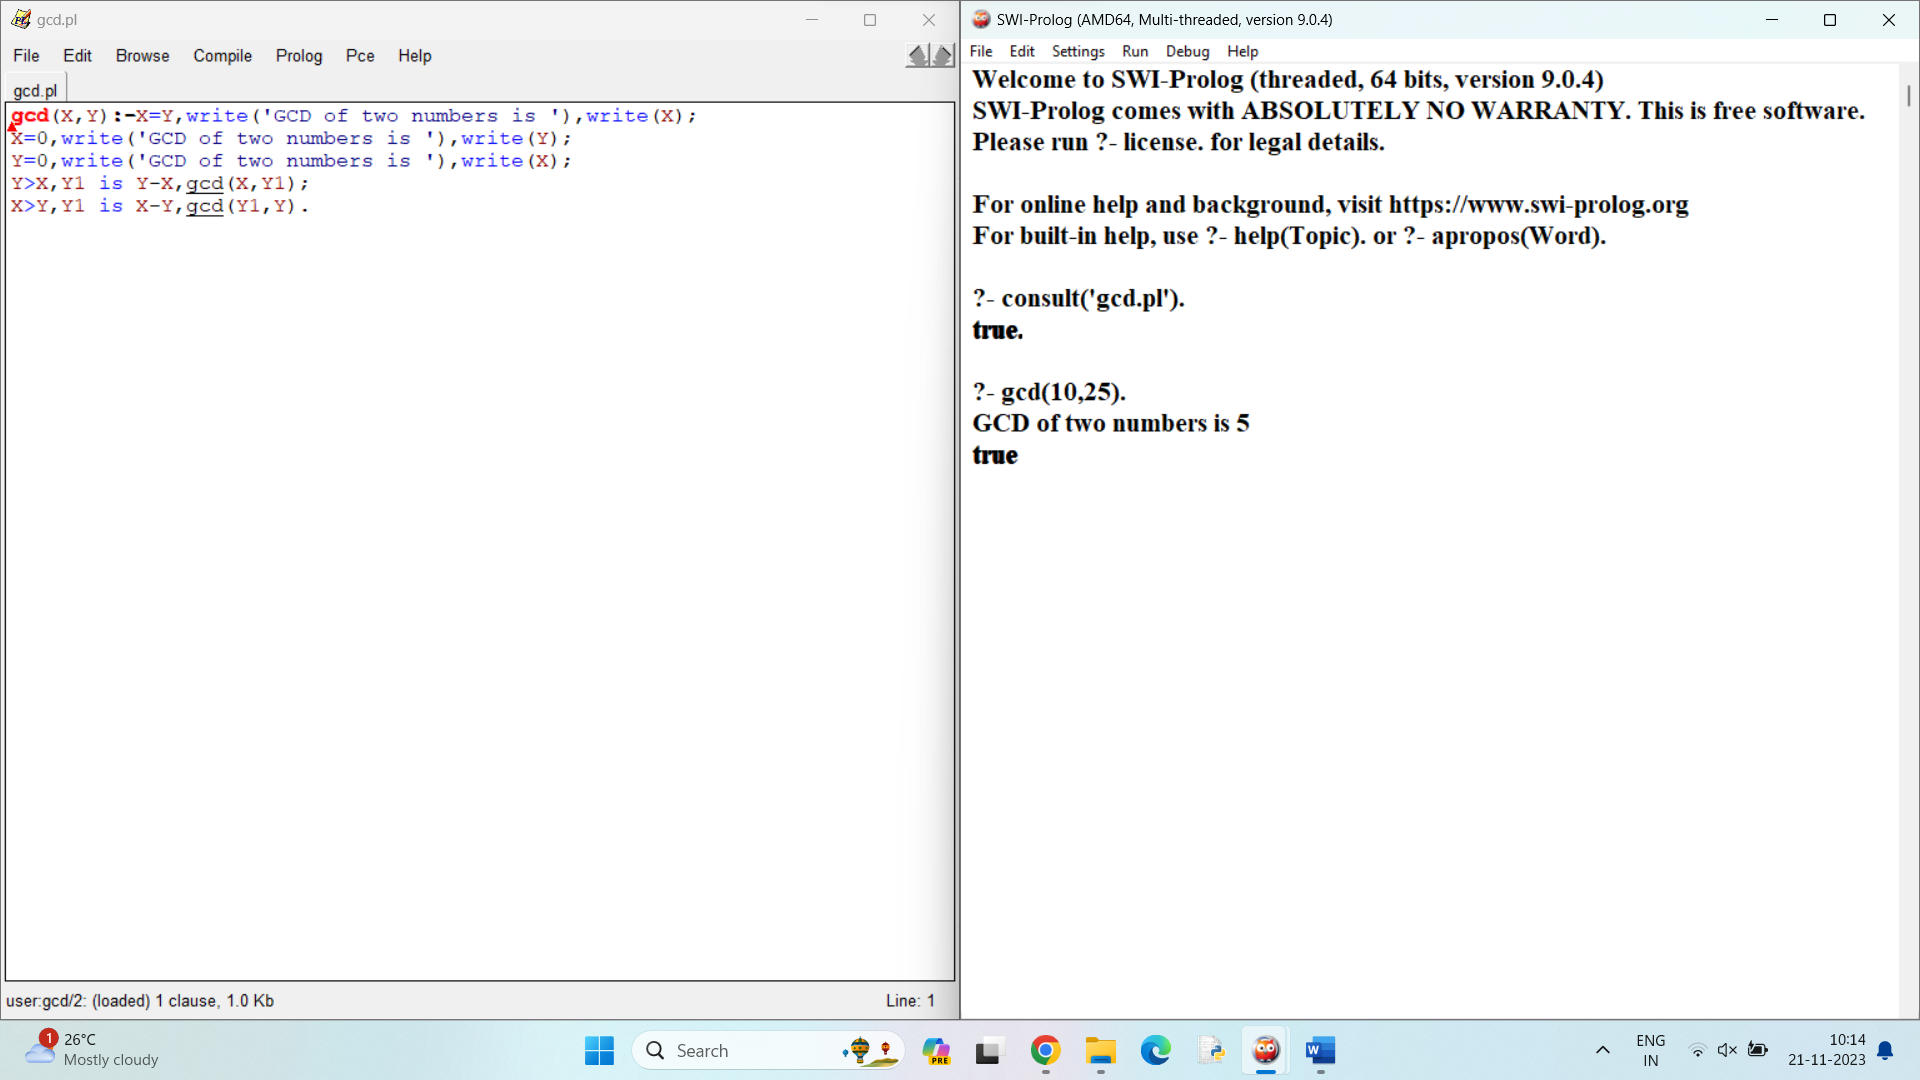 gcd.pl
File Edit Browse Compile Prolog Pce Help
gcd.pl
gcd(X,Y):-X=Y,write('GCD of two numbers is '),write(X);
X=0,write('GCD of two numbers is '),write(Y);
Y=0,write('GCD of two numbers is '),write(X);
Y>X,Y1 is Y-X,gcd(X,Y1);
X>Y,Y1 is X-Y,gcd(Y1,Y).
user:gcd/2: (loaded) 1 clause, 1.0 Kb
Line: 1
SWI-Prolog (AMD64, Multi-threaded, version 9.0.4)
File Edit Settings Run Debug Help
Welcome to SWI-Prolog (threaded, 64 bits, version 9.0.4)
SWI-Prolog comes with ABSOLUTELY NO WARRANTY. This is free software.
Please run ?- license. for legal details.
For online help and background, visit https://www.swi-prolog.org
For built-in help, use ?- help(Topic). or ?- apropos(Word).
?- consult('gcd.pl').
true.
?- gcd(10,25).
GCD of two numbers is 5
true
1
26°C
Mostly cloudy
Search
PRE
W
ENG
IN
10:14
21-11-2023